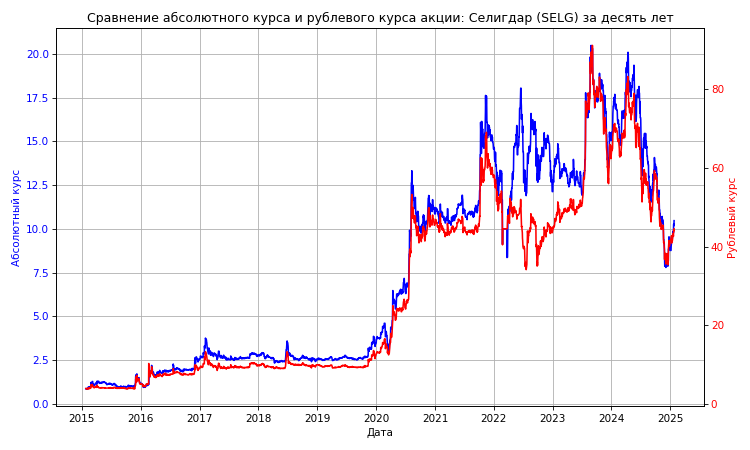 Сравнение абсолютного курса и рублевого курса акции: Селигдар (SELG) за десять лет
20.0
17.5
15.0
12.5
10.0
7.5
5.0
2.5
0.0
Абсолютный курс
80
60
40
20
0
Рублевый курс
2015 2016 2017 2018 2019 2020 2021 2022 2023 2024 2025
Дата